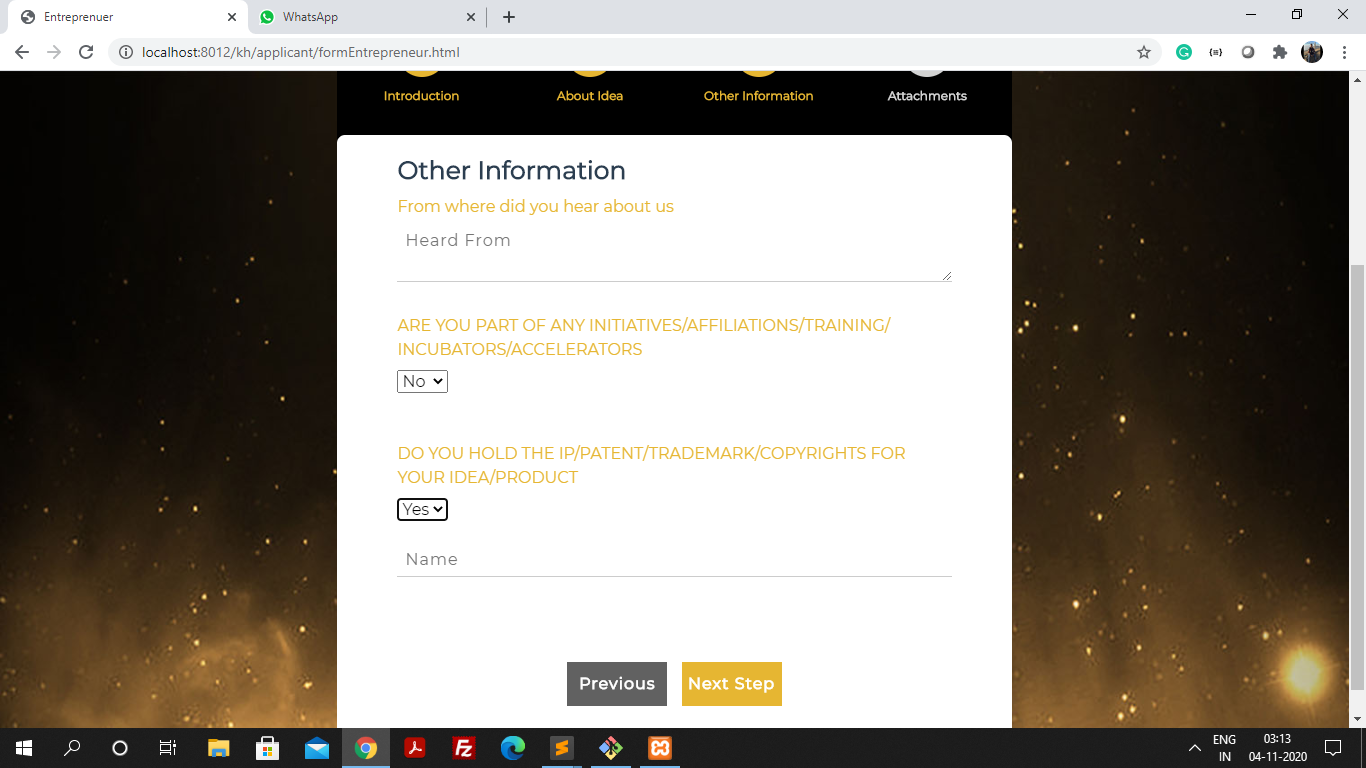 Entreprenuer
WhatsApp
localhost:8012/kh/applicant/formEntrepreneur.html
Introduction
About Idea
Other Information
Attachments
Other Information
From where did you hear about us
Heard From
ARE YOU PART OF ANY INITIATIVES/AFFILIATIONS/TRAINING/
INCUBATORS/ACCELERATORS
No
DO YOU HOLD THE IP/PATENT/TRADEMARK/COPYRIGHTS FOR
YOUR IDEA/PRODUCT
Yes
Name
Previous
Next Step
ENG
IN
03:13
04-11-2020